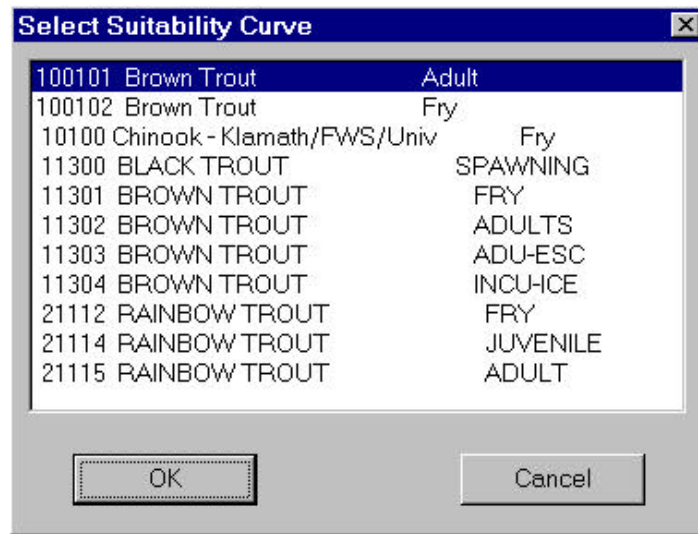 Select Suitability Curve
100101 Brown Trout Adult
100102 Brown Trout Fry
10100 Chinook - Klamath/FWS/Univ Fry
11300 BLACK TROUT SPAWNING
11301 BROWN TROUT FRY
11302 BROWN TROUT ADULTS
11303 BROWN TROUT ADU-ESC
11304 BROWN TROUT INCU-ICE
21112 RAINBOW TROUT FRY
21114 RAINBOW TROUT JUVENILE
21115 RAINBOW TROUT ADULT
OK Cancel